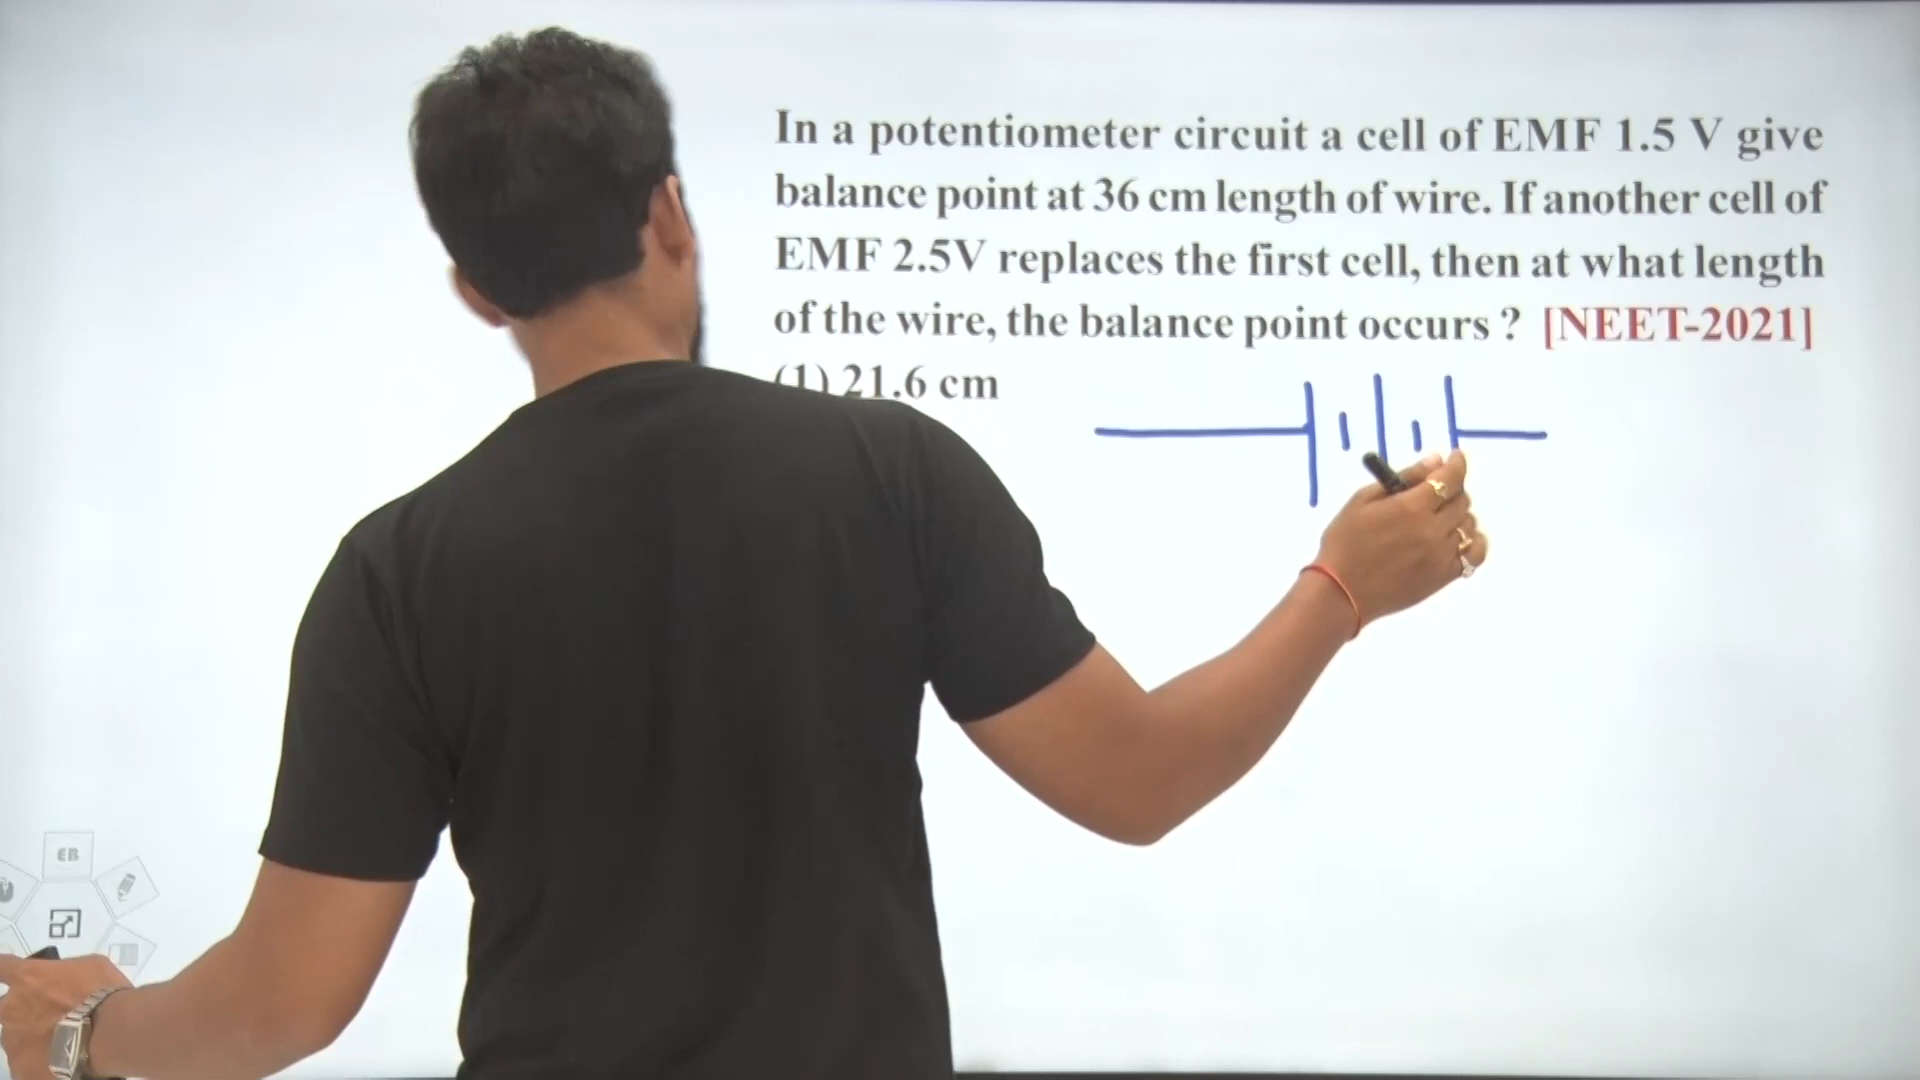 In a potentiometer circuit a cell of EMF 1.5 V give
balance point at 36 cm length of wire. If another cell of
EMF 2.5V replaces the first cell, then at what length
of the wire, the balance point occurs ? [NEET-2021]
(1) 21.6 cm
EB